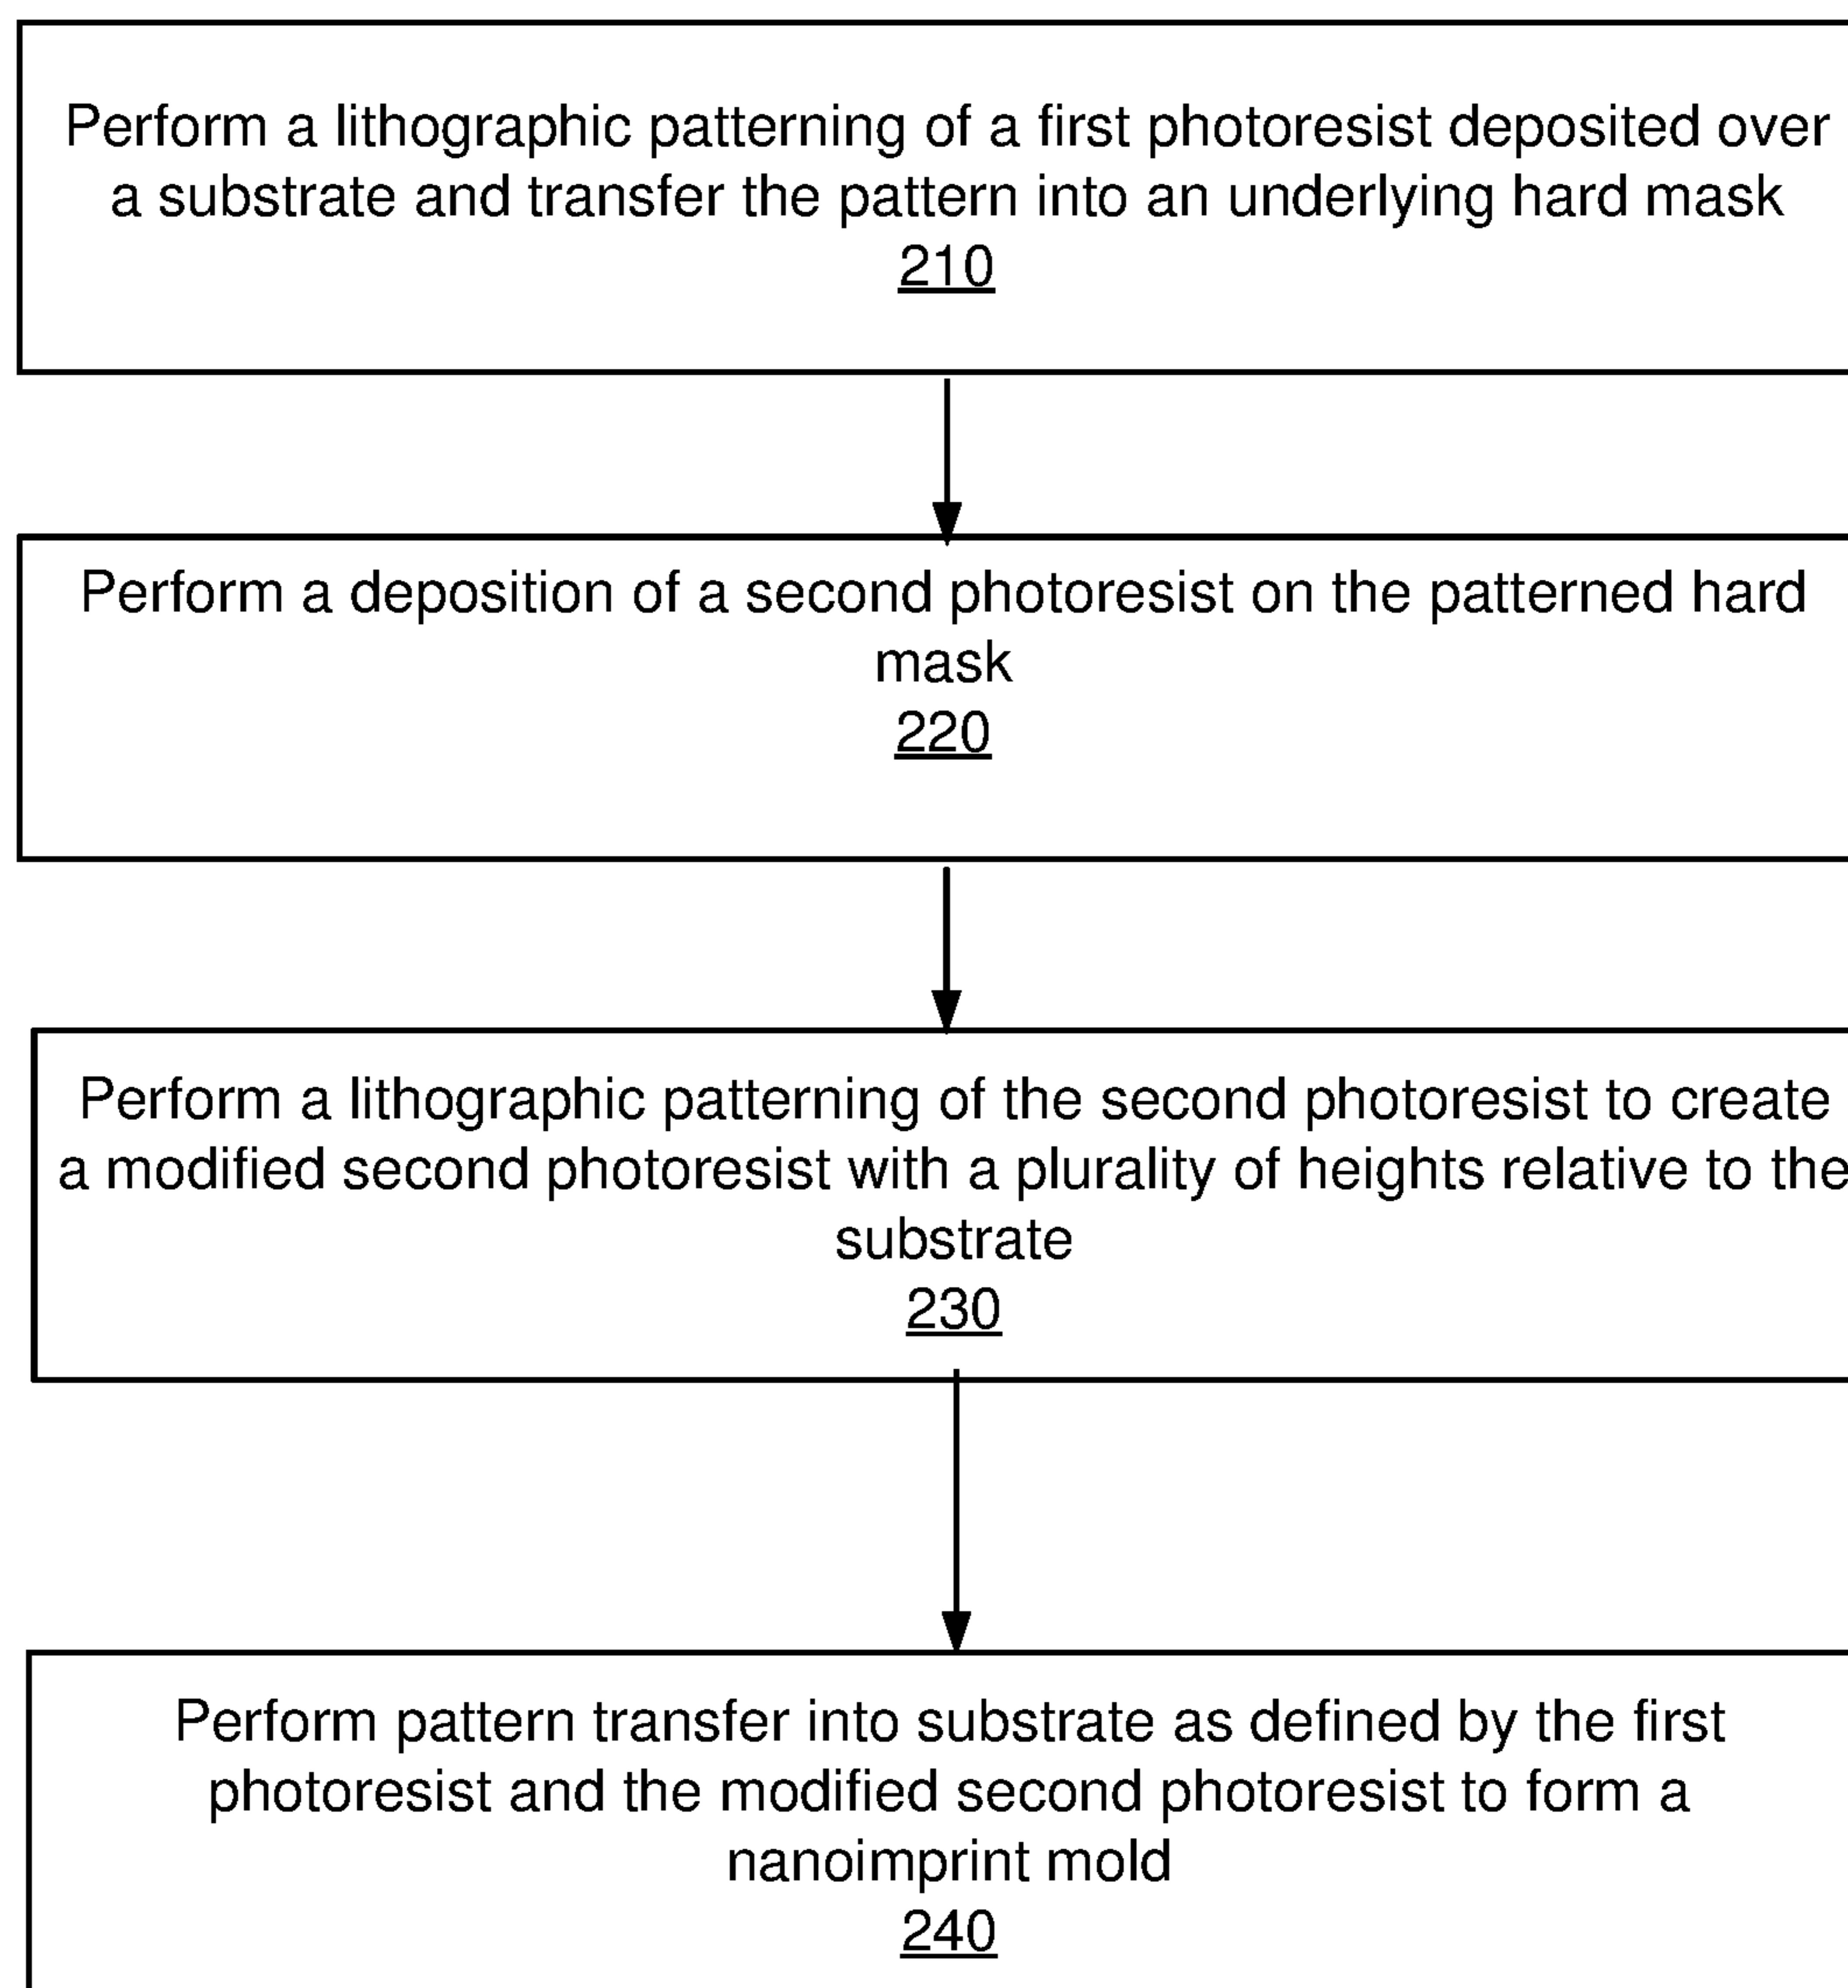 Perform a lithographic patterning of a first photoresist deposited over
a substrate and transfer the pattern into an underlying hard mask
210
Perform a deposition of a second photoresist on the patterned hard
mask
220
Perform a lithographic patterning of the second photoresist to create
a modified second photoresist with a plurality of heights relative to the
substrate
230
Perform pattern transfer into substrate as defined by the first
photoresist and the modified second photoresist to form a
nanoimprint mold
240